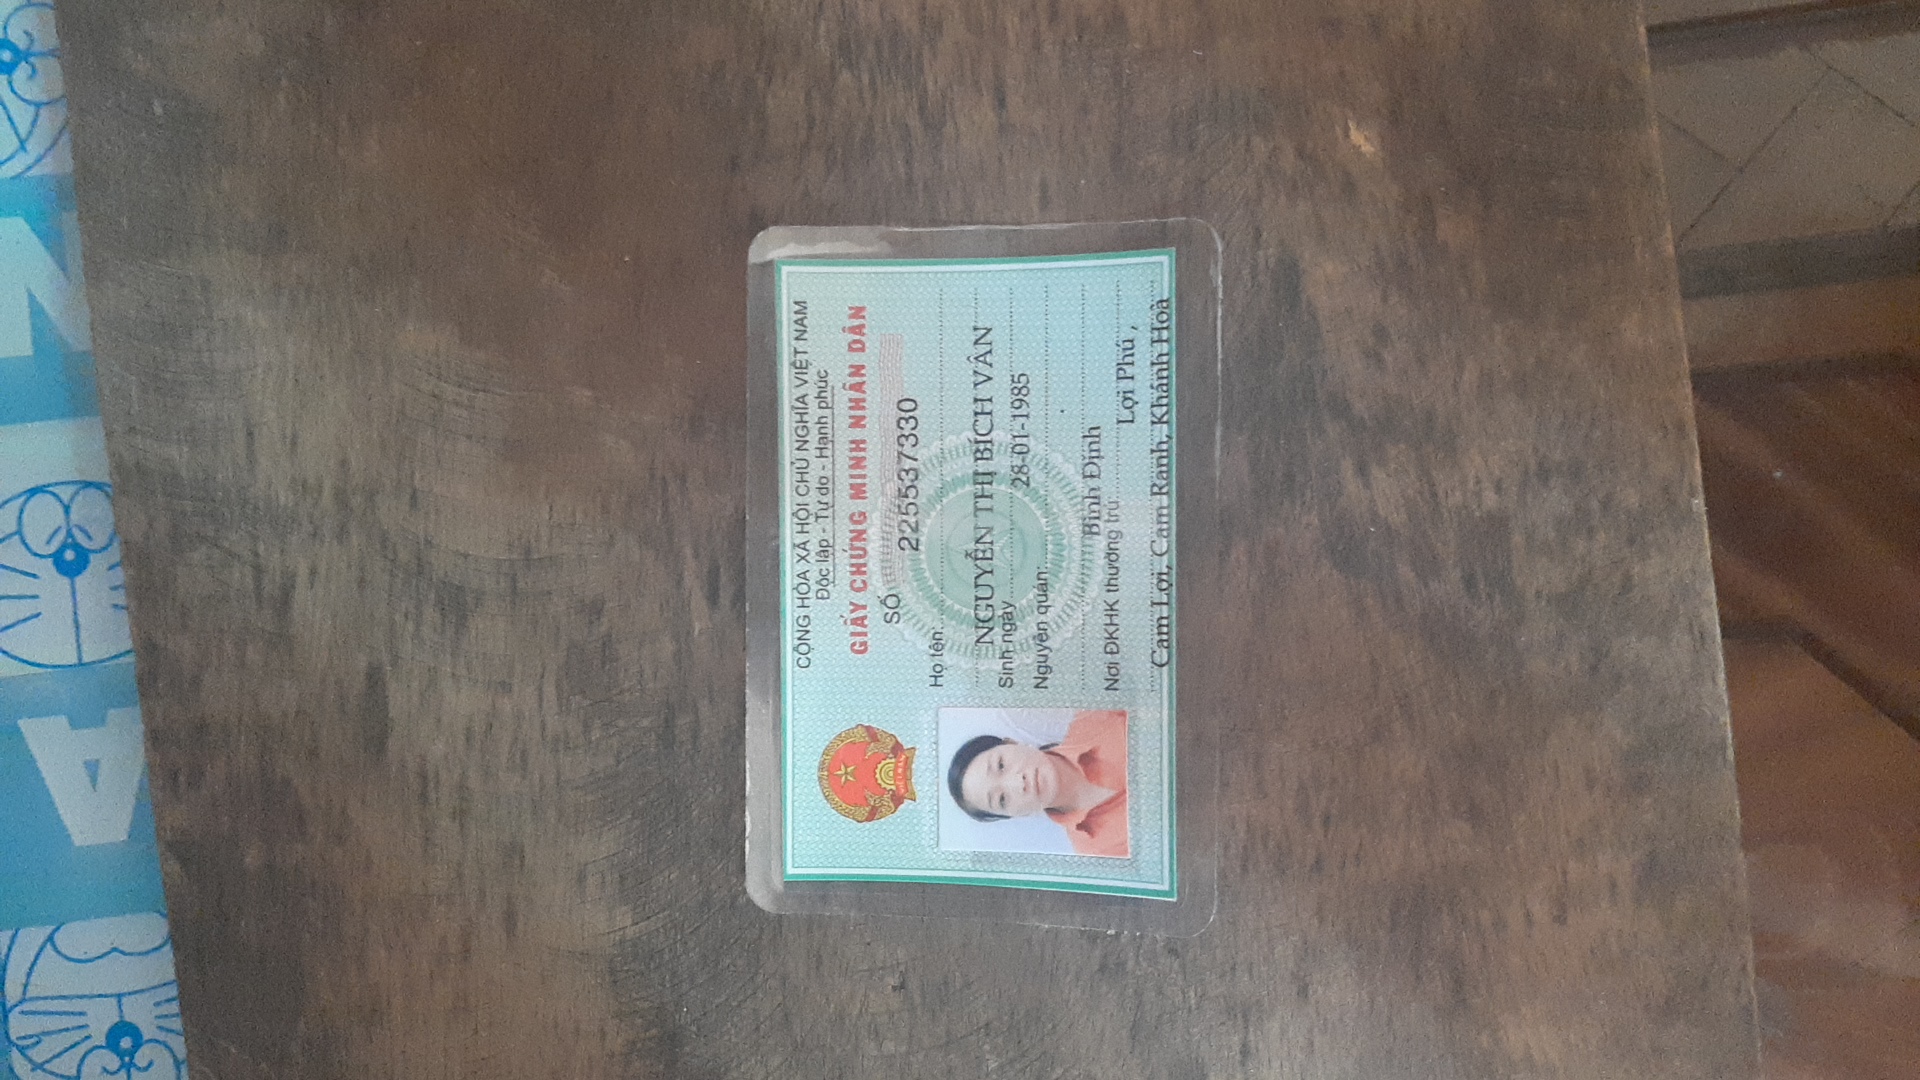 A N
CỘNG HÒA XÃ HỘI CHỦ NGHĨA VIỆT NAM
Độc lập - Tự do - Hạnh phúc
GIẤY CHỨNG MINH NHÂN DÂN
SỐ 225537330
VIỆT NAM
Họ tên:
NGUYỄN THỊ BÍCH VÂN
Sinh ngày 28-01-1985
Nguyên quán:
Bình Định
Nơi ĐKHK thường trú:
Lợi Phú ,
Cam Lợi, Cam Ranh, Khánh Hoà